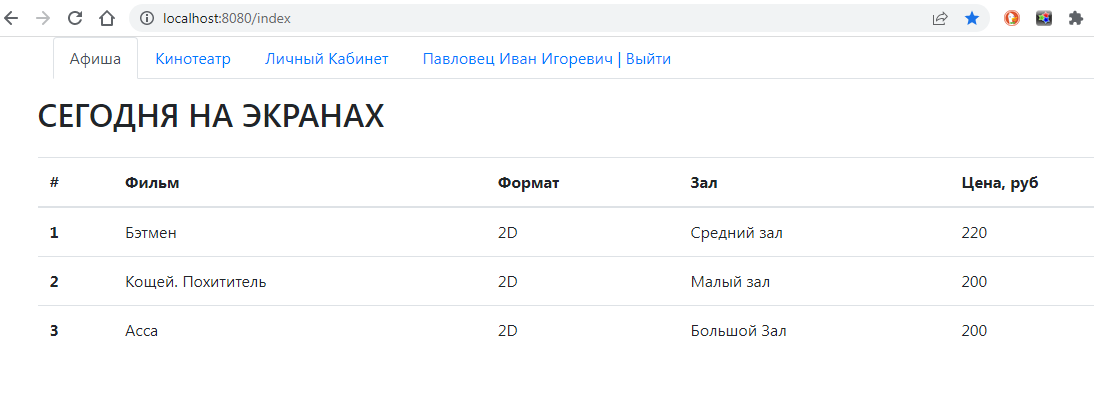 localhost:8080/index
Афиша Кинотеатр Личный Кабинет Павловец Иван Игоревич | Выйти
СЕГОДНЯ НА ЭКРАНАХ
# Фильм Формат Зал Цена, руб
1 Бэтмен 2D Средний зал 220
2 Кощей. Похититель 2D Малый зал 200
3 Асса 2D Большой Зал 200